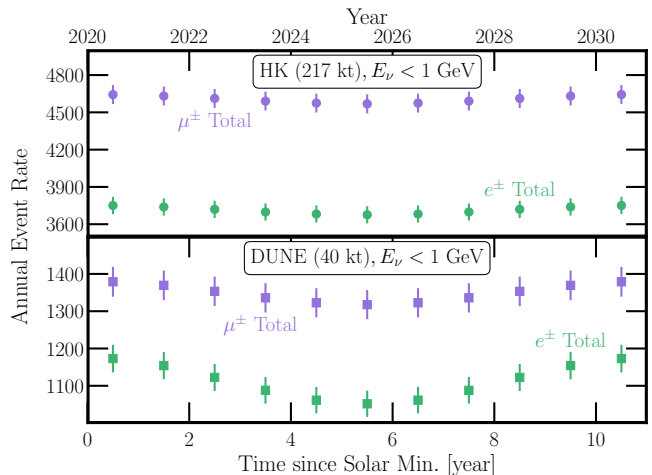 Year
2020 2022 2024 2026 2028 2030
HK (217 kt), E_ν < 1 GeV
4800
4500
4200
3900
3600
μ± Total
e± Total
Annual Event Rate
DUNE (40 kt), E_ν < 1 GeV
1400
1300
1200
1100
μ± Total
e± Total
0 2 4 6 8 10
Time since Solar Min. [year]